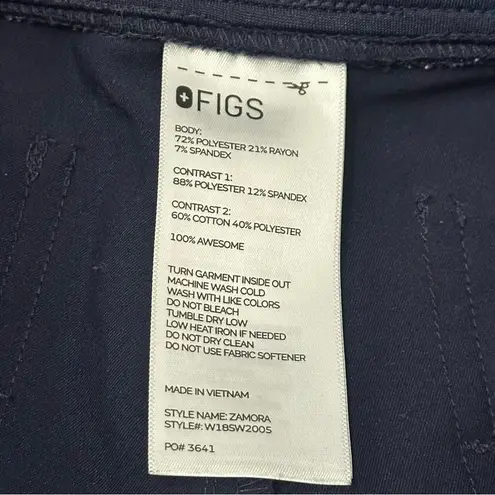 FIGS
BODY:
72% POLYESTER 21% RAYON
7% SPANDEX
CONTRAST 1:
88% POLYESTER 12% SPANDEX
CONTRAST 2:
60% COTTON 40% POLYESTER
100% AWESOME
TURN GARMENT INSIDE OUT
MACHINE WASH COLD
WASH WITH LIKE COLORS
DO NOT BLEACH
TUMBLE DRY LOW
LOW HEAT IRON IF NEEDED
DO NOT DRY CLEAN
DO NOT USE FABRIC SOFTENER
MADE IN VIETNAM
STYLE NAME: ZAMORA
STYLE#: W18SW2005
PO# 3641